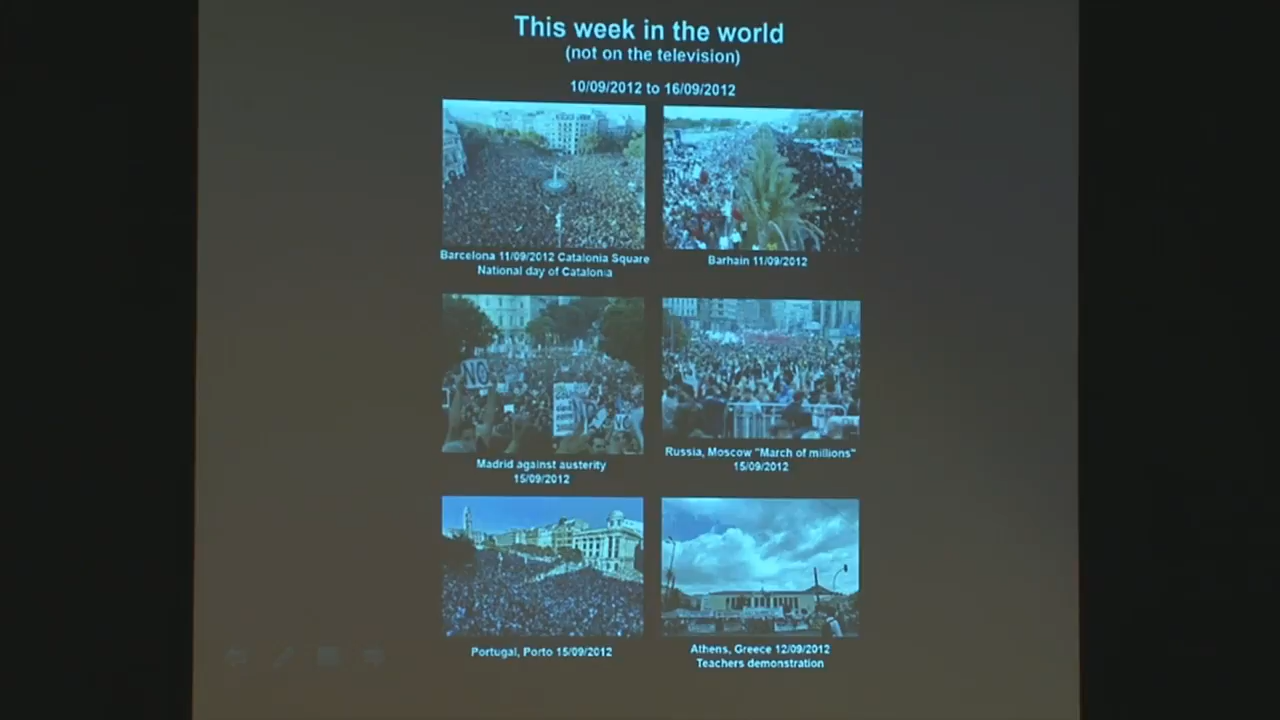 This week in the world
(not on the television)
10/09/2012 to 16/09/2012
Barcelona 11/09/2012 Catalonia Square
National day of Catalonia
Barhain 11/09/2012
NO
NO
Madrid against austerity
15/09/2012
Russia, Moscow "March of millions"
15/09/2012
Portugal, Porto 15/09/2012
Athens, Greece 12/09/2012
Teachers demonstration